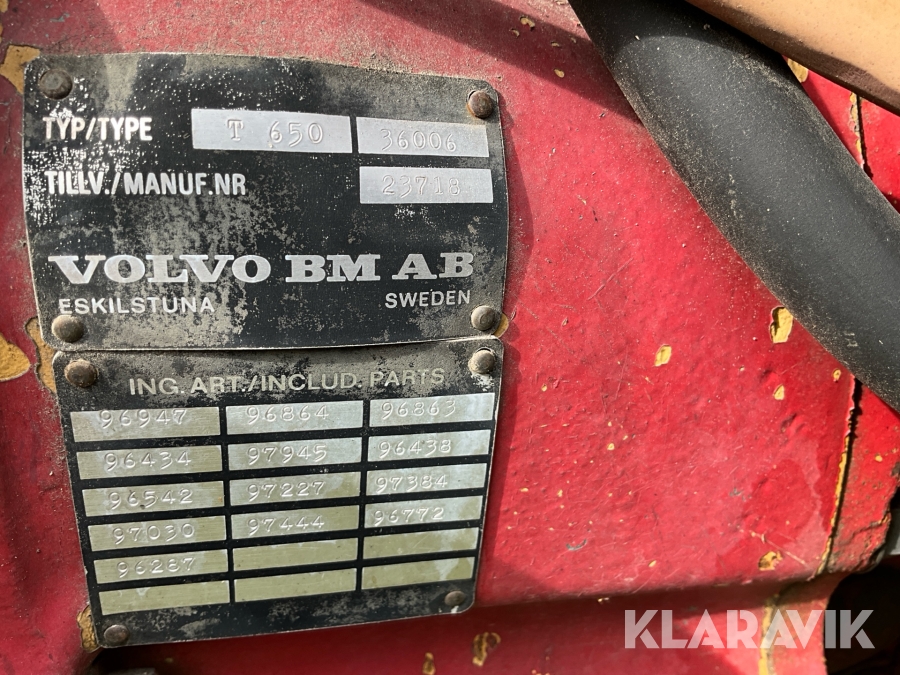 TYP/TYPE T 650 36006
TILLV./MANUF.NR 23718
VOLVO BM AB
ESKILSTUNA SWEDEN
ING. ART./INCLUD. PARTS
96947 96864 96863
96434 97945 96438
96542 97227 97384
97030 97444 96772
96287
KLARAVIK